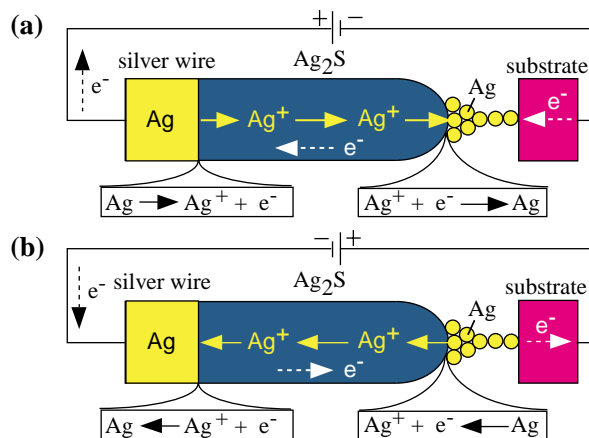 (a)
+ −
Ag2S
e-
silver wire
Ag
substrate
Ag
Ag+
Ag+
e-
e-
Ag → Ag+ + e-
Ag+ + e- → Ag
(b)
− +
Ag2S
e-
silver wire
Ag
substrate
Ag
Ag+
Ag+
e-
e-
Ag ← Ag+ + e-
Ag+ + e- ← Ag